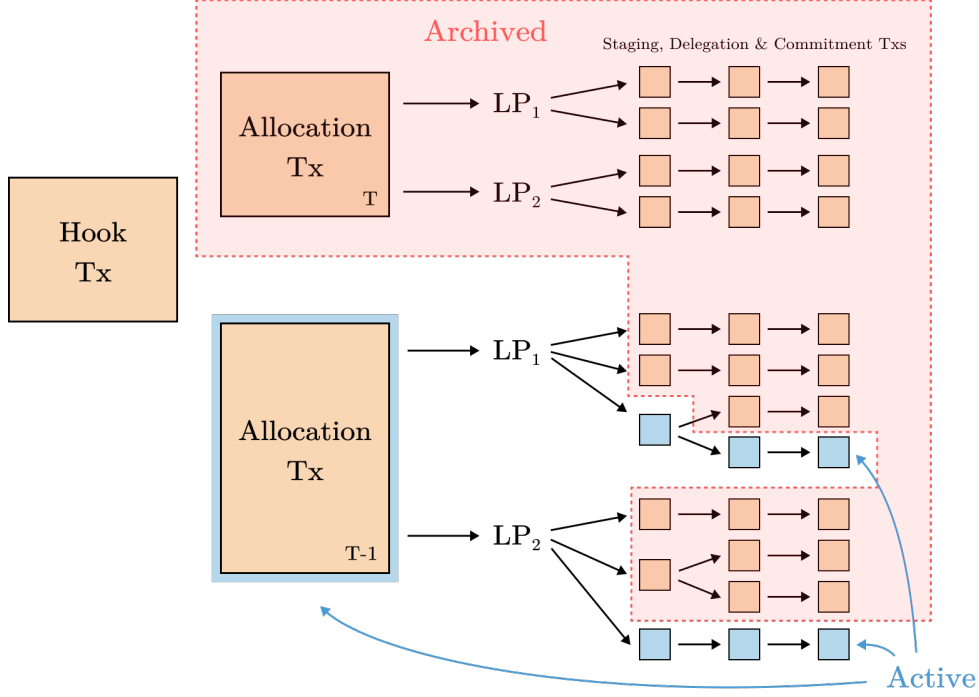 Archived
Staging, Delegation & Commitment Txs
Allocation
Tx
T
LP₁
LP₂
Hook
Tx
Allocation
Tx
T-1
LP₁
LP₂
Active